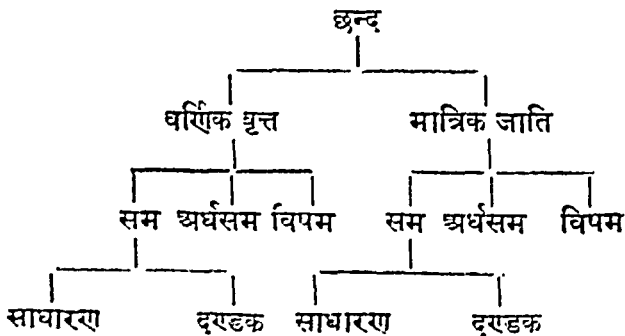 छन्द
वर्णिक वृत्त मात्रिक जाति
सम अर्धसम विषम सम अर्धसम विषम
साधारण दण्डक साधारण दण्डक